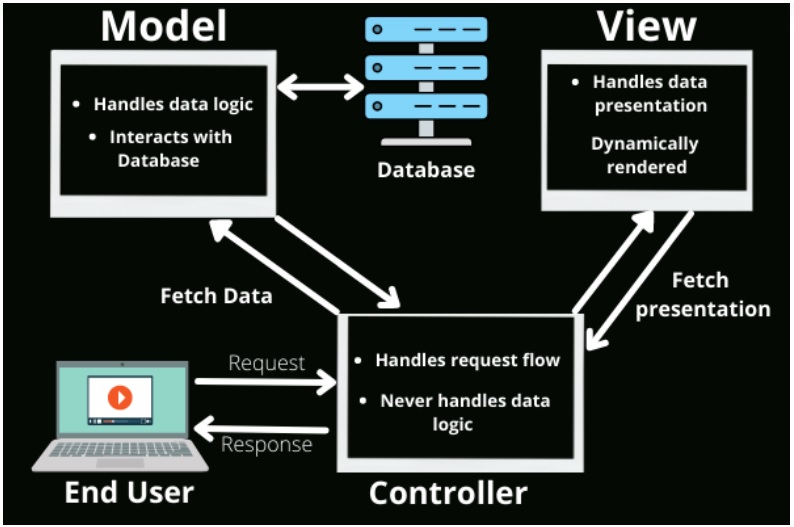 Model
View
• Handles data logic
• Interacts with
Database
Database
• Handles data
presentation
Dynamically
rendered
Fetch Data
Fetch
presentation
Request
Response
• Handles request flow
• Never handles data
logic
End User
Controller